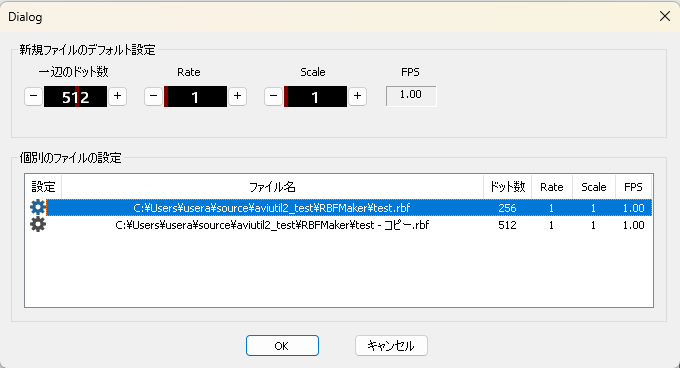 Dialog
新規ファイルのデフォルト設定
一辺のドット数 Rate Scale FPS
− 512 + − 1 + − 1 + 1.00
個別のファイルの設定
設定 ファイル名 ドット数 Rate Scale FPS
C:¥Users¥usera¥source¥aviutil2_test¥RBFMaker¥test.rbf 256 1 1 1.00
C:¥Users¥usera¥source¥aviutil2_test¥RBFMaker¥test - コピー.rbf 512 1 1 1.00
OK キャンセル